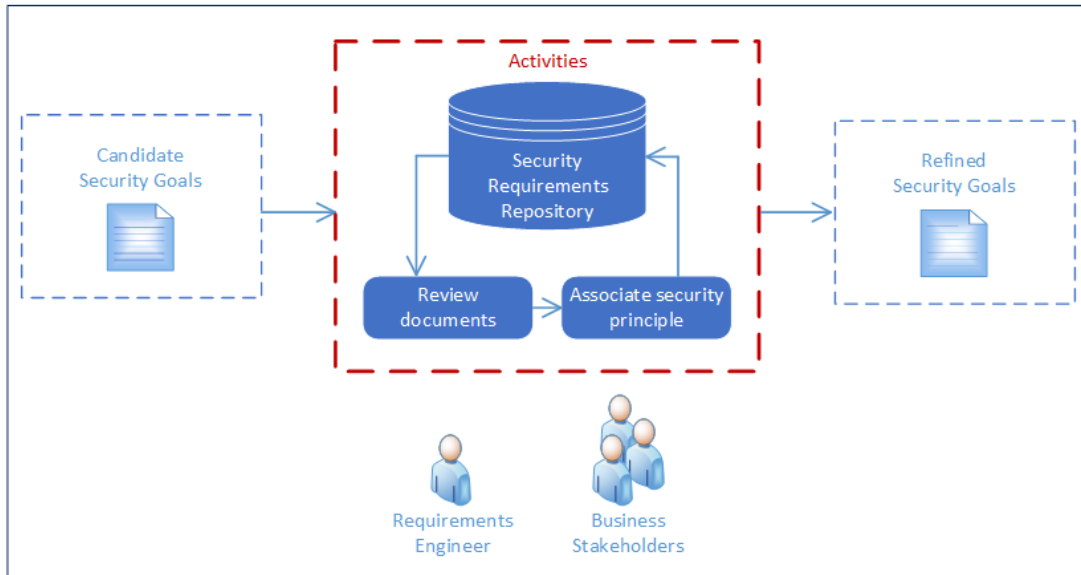 Activities
Candidate
Security Goals
Security
Requirements
Repository
Refined
Security Goals
Review
documents
Associate security
principle
Requirements
Engineer
Business
Stakeholders